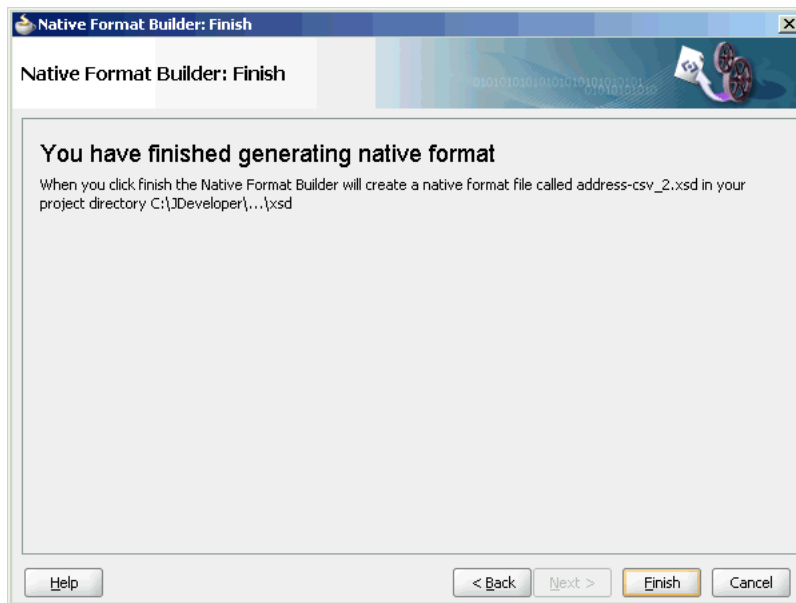 Native Format Builder: Finish
Native Format Builder: Finish
You have finished generating native format
When you click finish the Native Format Builder will create a native format file called address-csv_2.xsd in your
project directory C:\JDeveloper\...\xsd
Help
< Back
Next >
Finish
Cancel